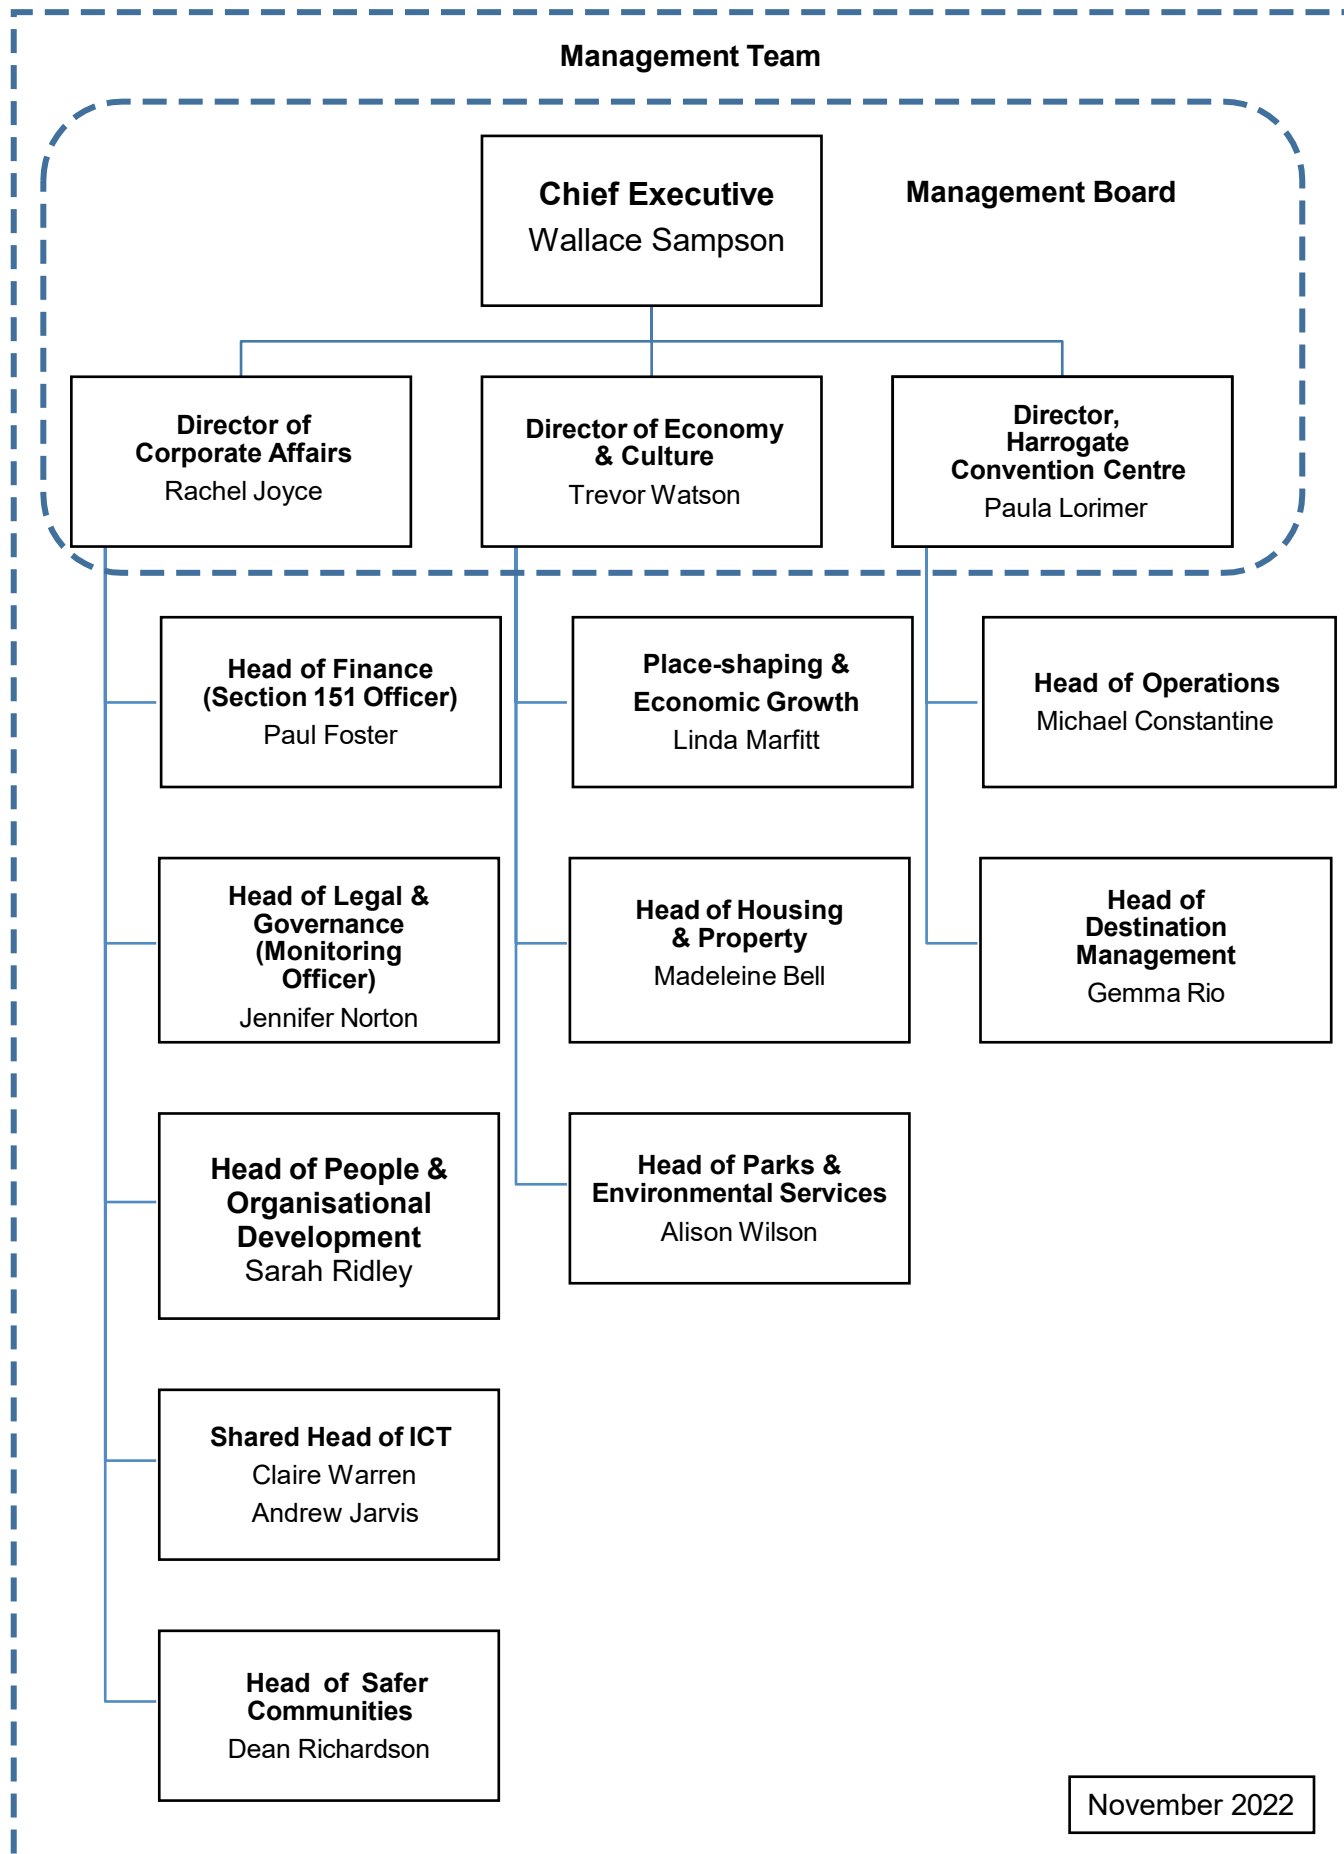 Management Team
Chief Executive
Wallace Sampson
Management Board
Director of
Corporate Affairs
Rachel Joyce
Director of Economy
& Culture
Trevor Watson
Director,
Harrogate
Convention Centre
Paula Lorimer
Head of Finance
(Section 151 Officer)
Paul Foster
Place-shaping &
Economic Growth
Linda Marfitt
Head of Operations
Michael Constantine
Head of Legal &
Governance
(Monitoring
Officer)
Jennifer Norton
Head of Housing
& Property
Madeleine Bell
Head of
Destination
Management
Gemma Rio
Head of People &
Organisational
Development
Sarah Ridley
Head of Parks &
Environmental Services
Alison Wilson
Shared Head of ICT
Claire Warren
Andrew Jarvis
Head of Safer
Communities
Dean Richardson
November 2022